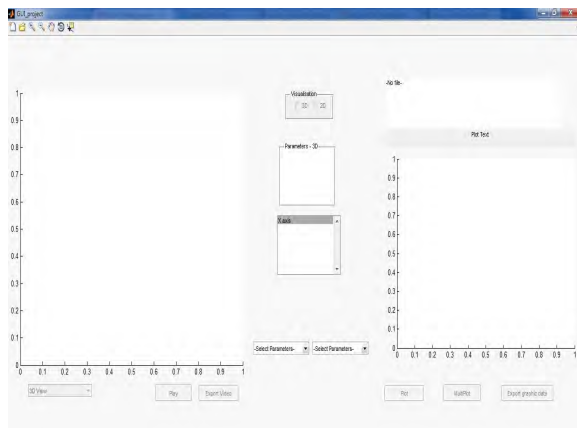 GUI_project
-No file-
Visualisation
2D 3D
Plot Text
Parameters - 3D
X axis
1
0.9
0.8
0.7
0.6
0.5
0.4
0.3
0.2
0.1
0
0 0.1 0.2 0.3 0.4 0.5 0.6 0.7 0.8 0.9 1
1
0.9
0.8
0.7
0.6
0.5
0.4
0.3
0.2
0.1
0
0 0.1 0.2 0.3 0.4 0.5 0.6 0.7 0.8 0.9 1
-Select Parameters- -Select Parameters-
3D View Play Export Video
Plot MultiPlot Export graphic data